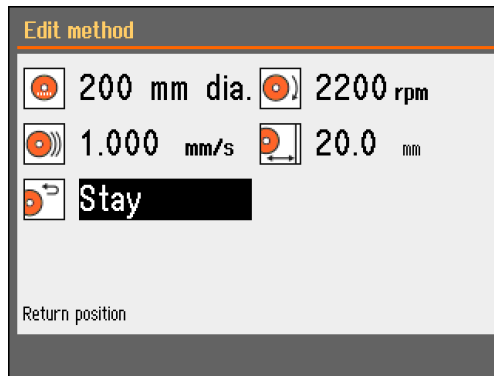 Edit method
200 mm dia. 2200 rpm
1.000 mm/s 20.0 mm
Stay
Return position